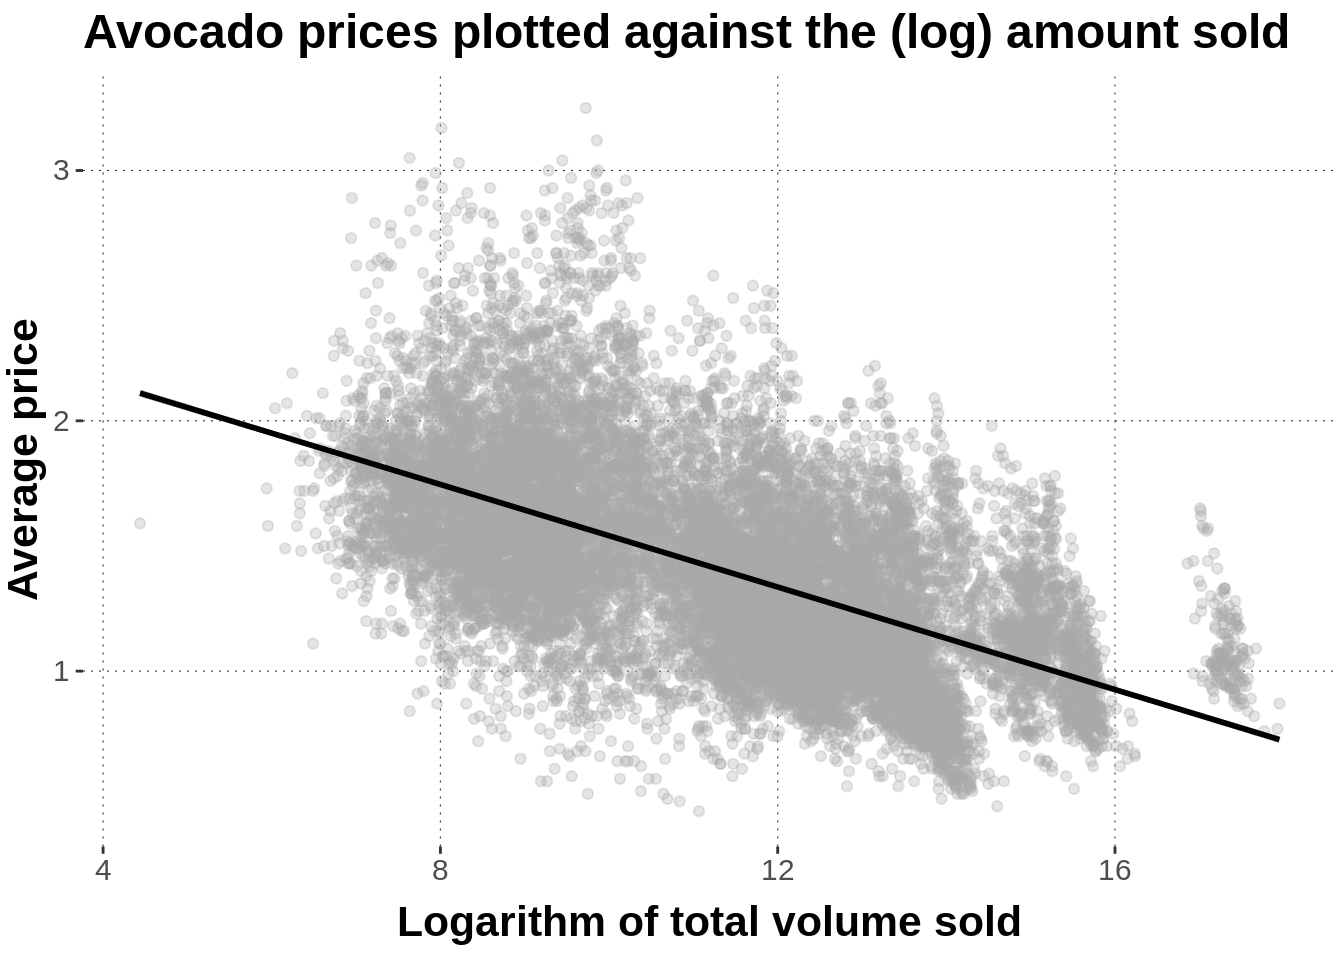 Avocado prices plotted against the (log) amount sold
3
2
1
Average price
4 8 12 16
Logarithm of total volume sold